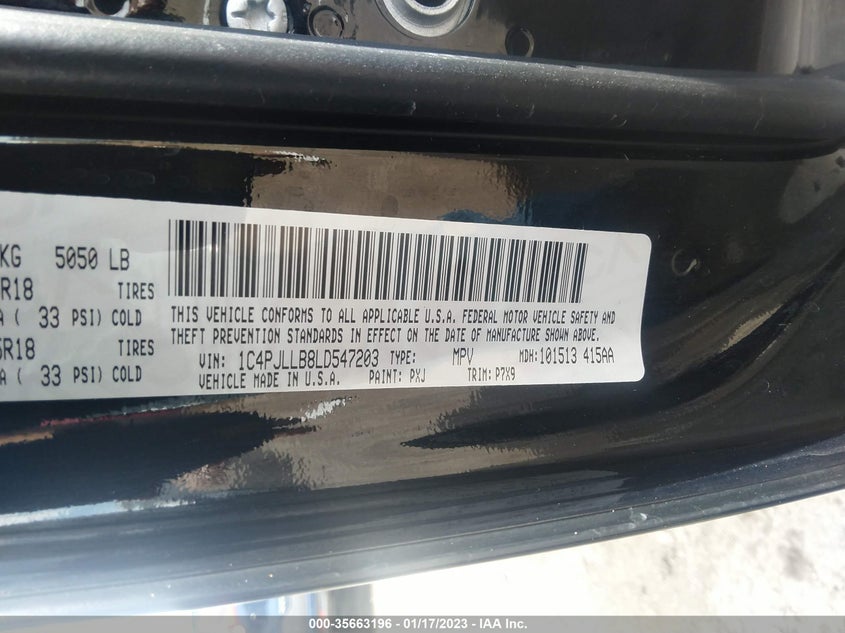 KG 5050 LB
R18 TIRES
A ( 33 PSI) COLD
5R18 TIRES
A ( 33 PSI) COLD
THIS VEHICLE CONFORMS TO ALL APPLICABLE U.S.A. FEDERAL MOTOR VEHICLE SAFETY AND
THEFT PREVENTION STANDARDS IN EFFECT ON THE DATE OF MANUFACTURE SHOWN ABOVE.
VIN: 1C4PJLLB8LD547203 TYPE: MPV MDH:101513 415AA
VEHICLE MADE IN U.S.A. PAINT: PXJ TRIM: P7X9
000-35663196 - 01/17/2023 - IAA Inc.